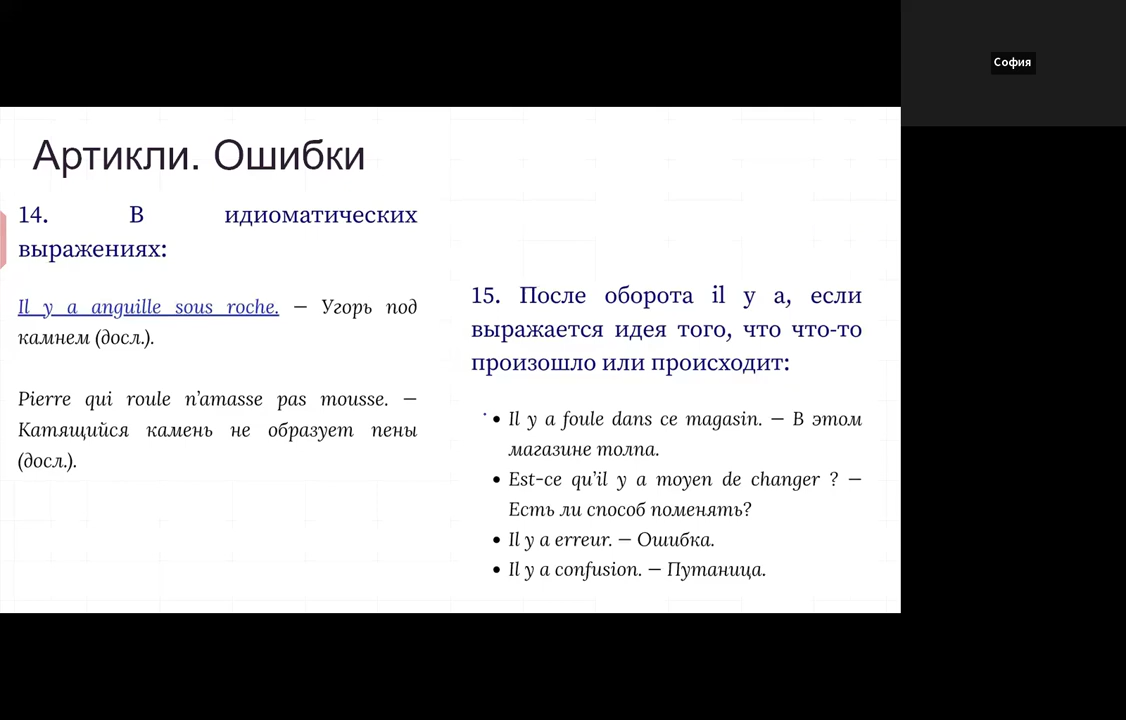 София
Артикли. Ошибки
14. В идиоматических
выражениях:
Il y a anguille sous roche. — Угорь под
камнем (досл.).
Pierre qui roule n’amasse pas mousse. —
Катящийся камень не образует пены
(досл.).
15. После оборота il y a, если
выражается идея того, что что-то
произошло или происходит:
• Il y a foule dans ce magasin. — В этом
магазине толпа.
• Est-ce qu’il y a moyen de changer ? —
Есть ли способ поменять?
• Il y a erreur. — Ошибка.
• Il y a confusion. — Путаница.